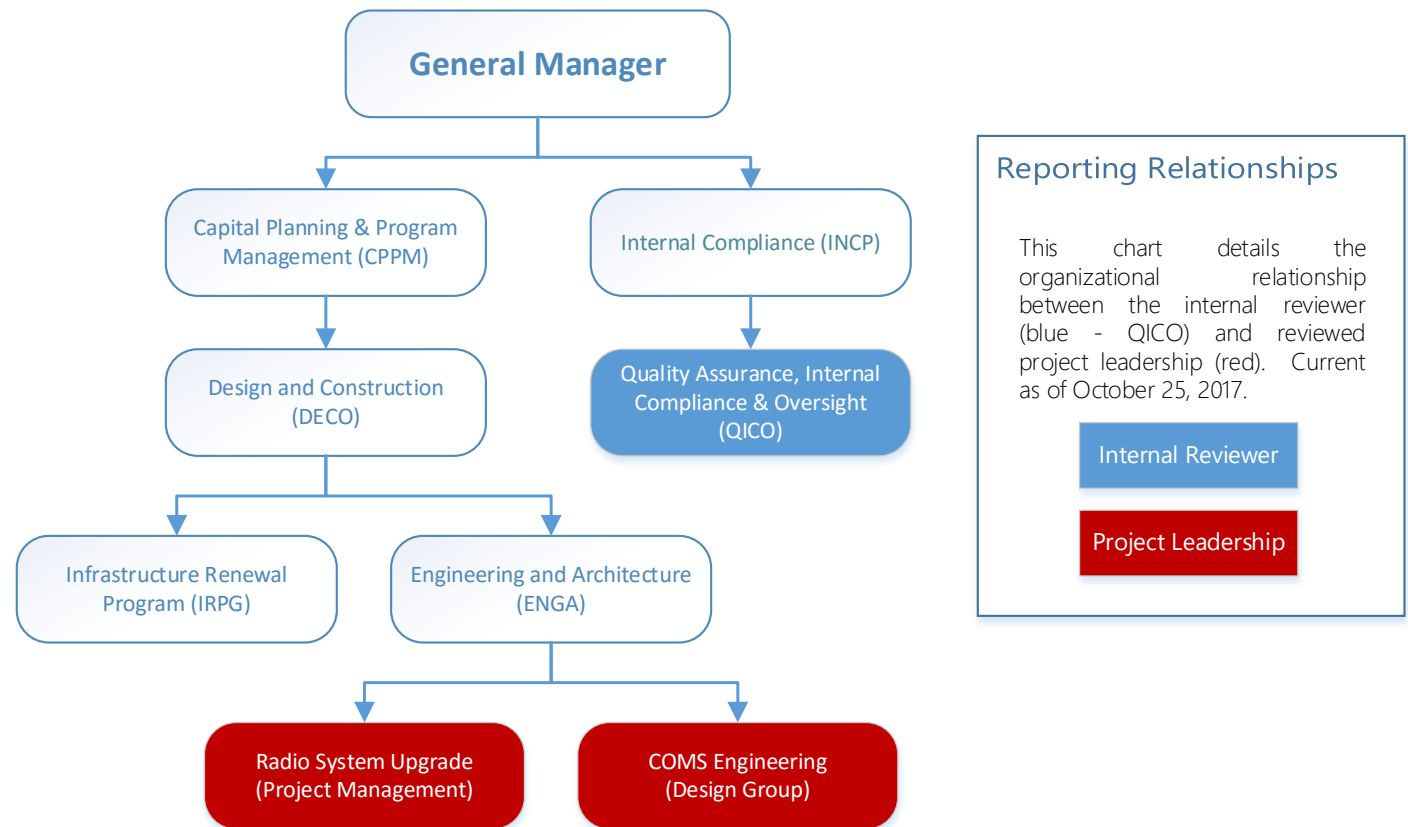 General Manager
Capital Planning & Program
Management (CPPM)
Internal Compliance (INCP)
Design and Construction
(DECO)
Quality Assurance, Internal
Compliance & Oversight
(QICO)
Infrastructure Renewal
Program (IRPG)
Engineering and Architecture
(ENGA)
Radio System Upgrade
(Project Management)
COMS Engineering
(Design Group)
Reporting Relationships
This chart details the
organizational relationship
between the internal reviewer
(blue - QICO) and reviewed
project leadership (red). Current
as of October 25, 2017.
Internal Reviewer
Project Leadership